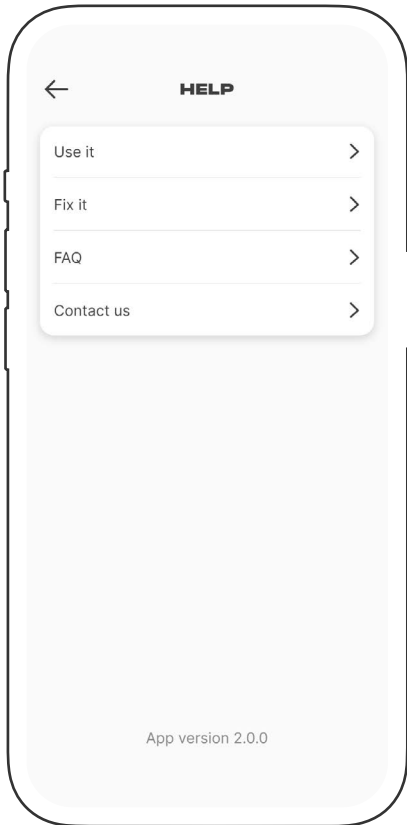 HELP
Use it
Fix it
FAQ
Contact us
App version 2.0.0